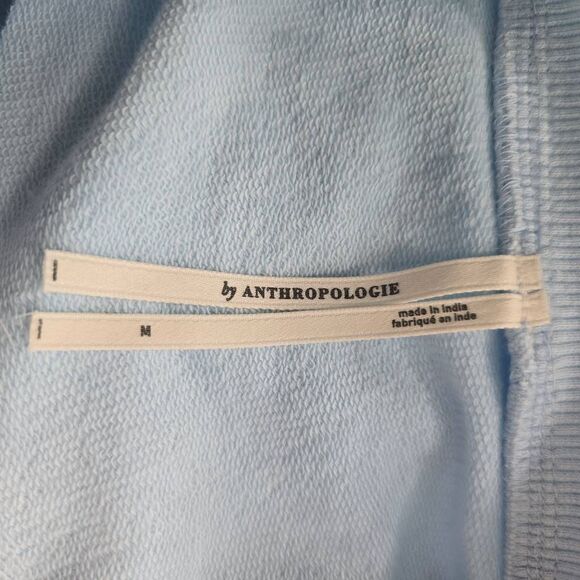 by ANTHROPOLOGIE
M
made in india
fabriqué en inde